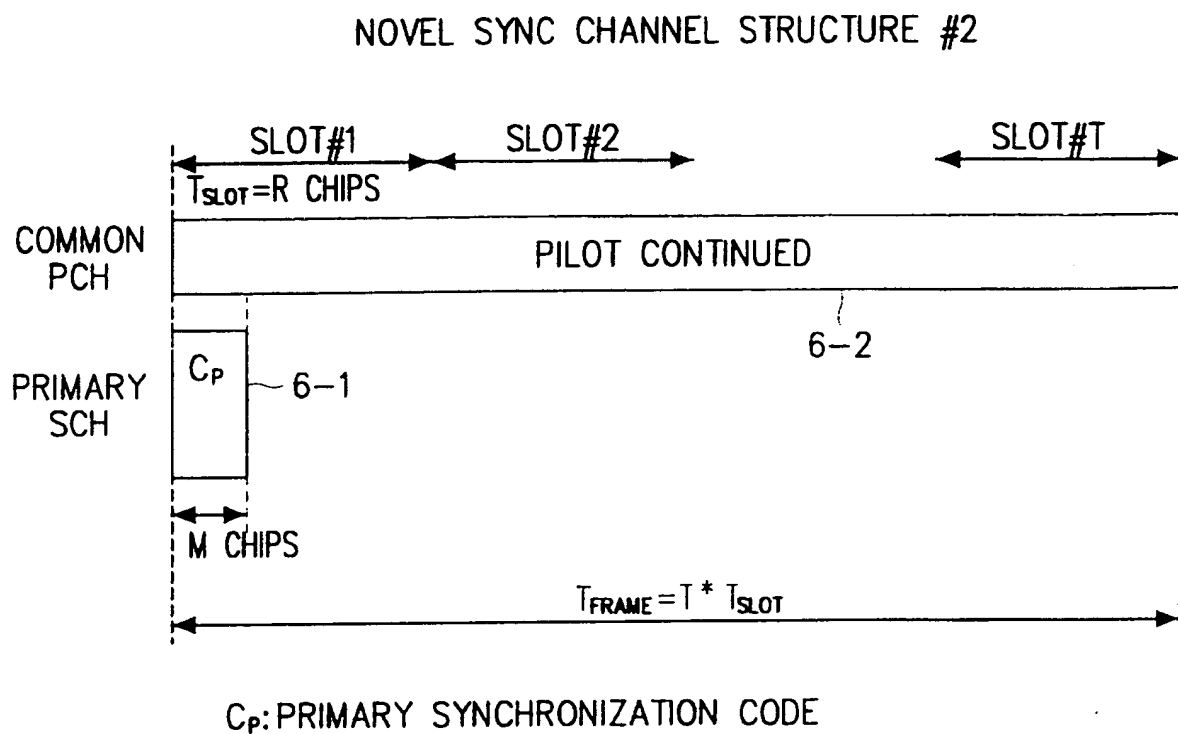 NOVEL SYNC CHANNEL STRUCTURE #2
SLOT#1
SLOT#2
SLOT#T
TSLOT=R CHIPS
COMMON
PCH
PILOT CONTINUED
6-2
PRIMARY
SCH
CP
6-1
M CHIPS
TFRAME=T * TSLOT
CP: PRIMARY SYNCHRONIZATION CODE